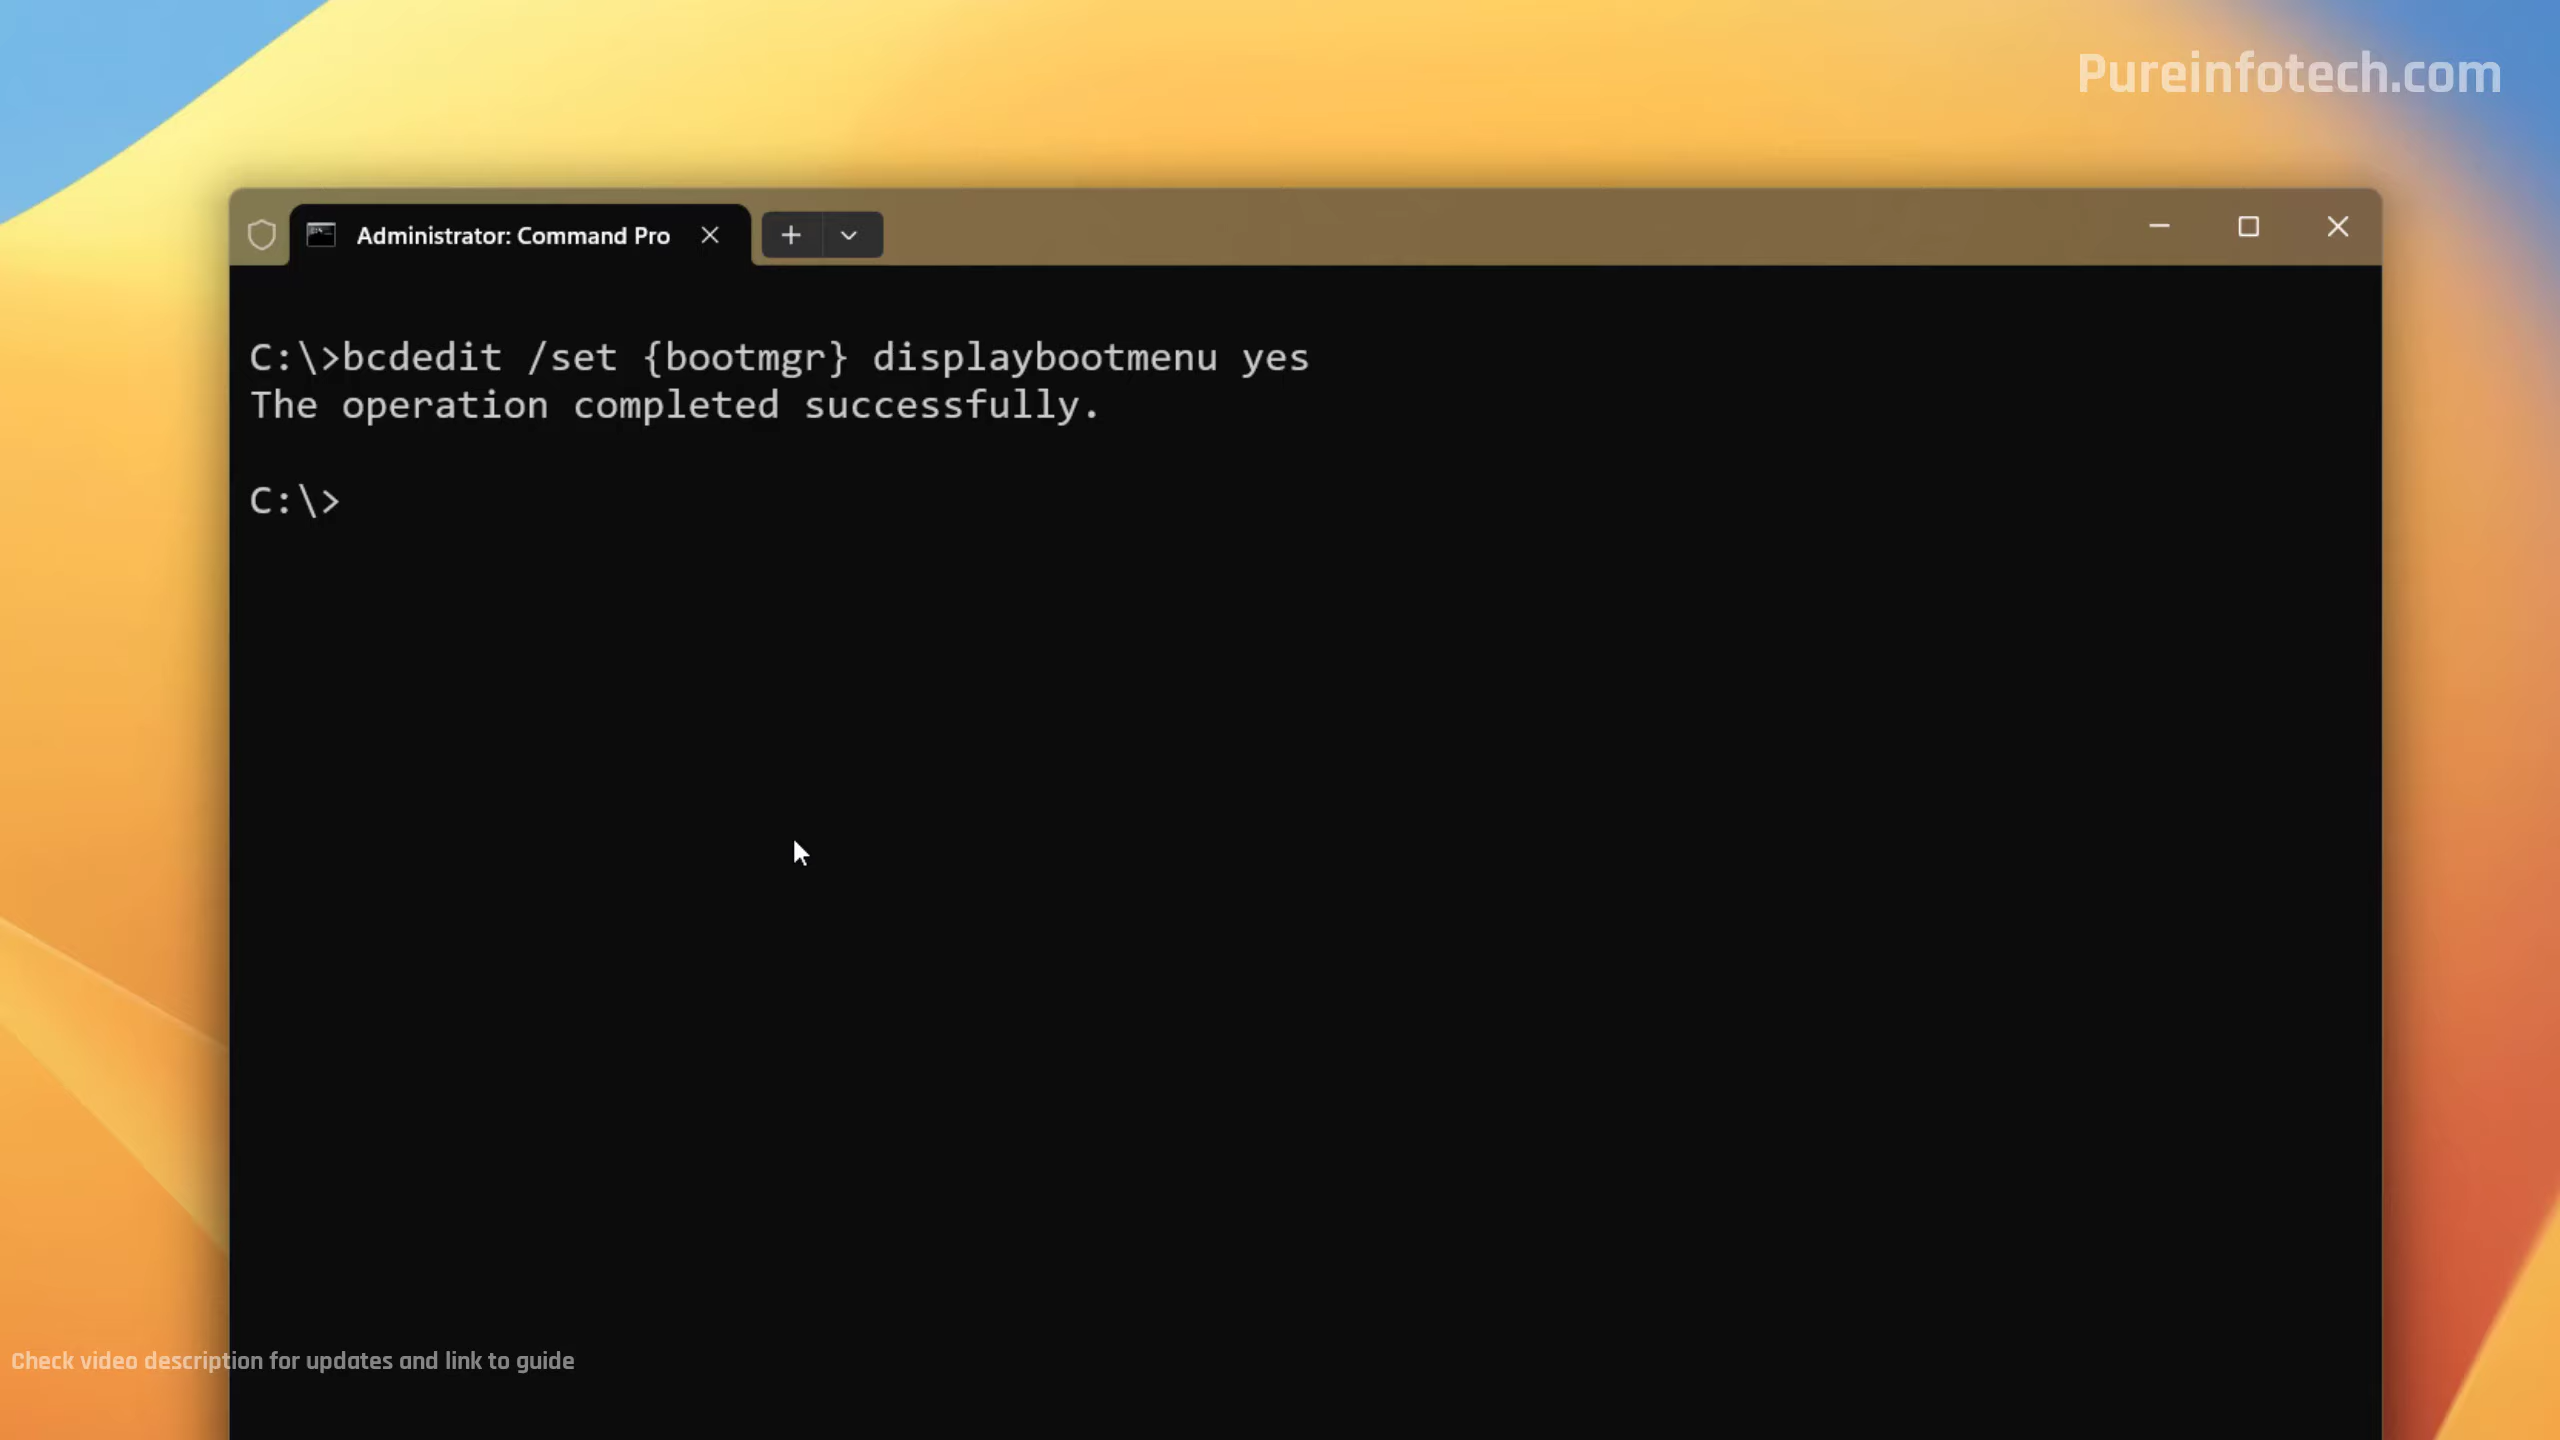 Pureinfotech.com
Administrator: Command Pro
C:\>bcdedit /set {bootmgr} displaybootmenu yes
The operation completed successfully.
C:\>
Check video description for updates and link to guide